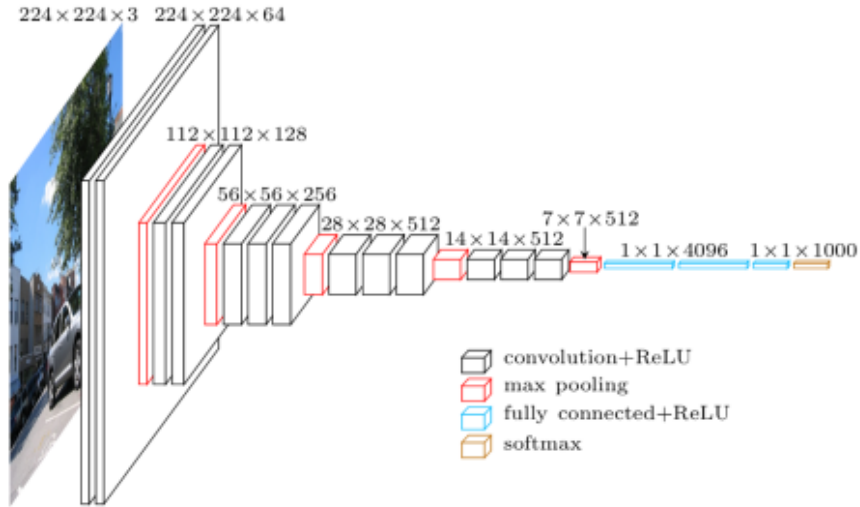 224×224×3
224×224×64
112×112×128
56×56×256
28×28×512
14×14×512
7×7×512
1×1×4096
1×1×1000
convolution+ReLU
max pooling
fully connected+ReLU
softmax